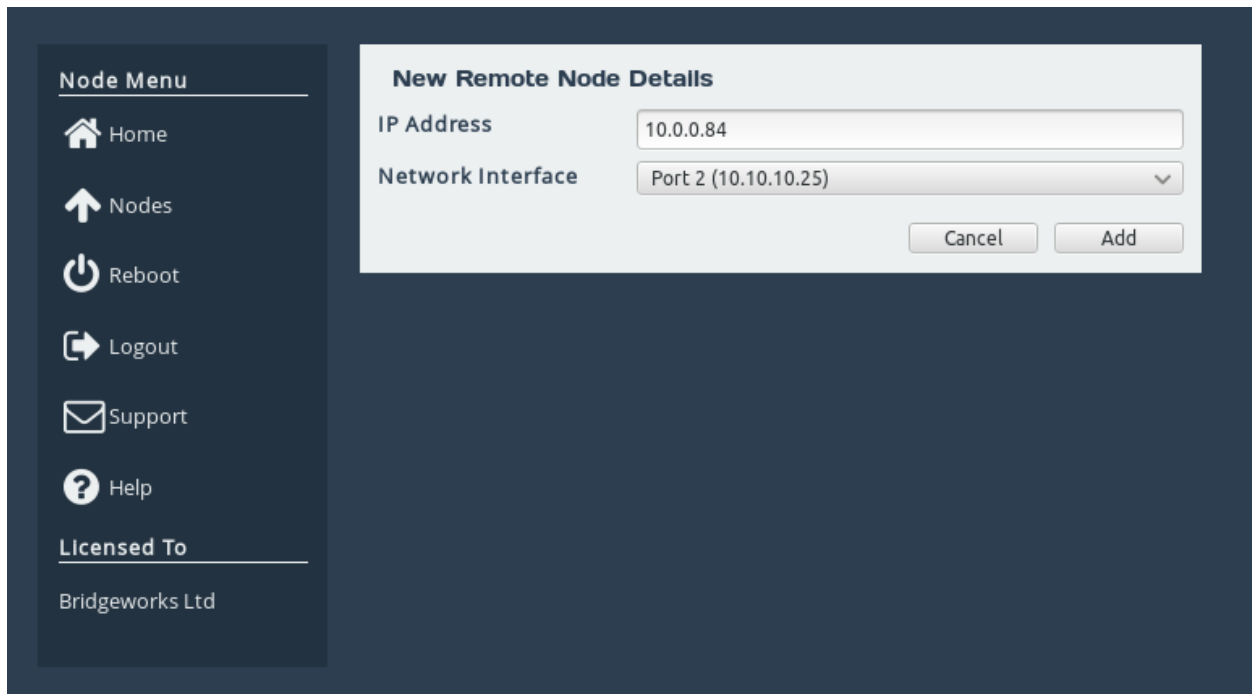 Node Menu
Home
Nodes
Reboot
Logout
Support
Help
Licensed To
Bridgeworks Ltd
New Remote Node Details
IP Address
10.0.0.84
Network Interface
Port 2 (10.10.10.25)
Cancel
Add